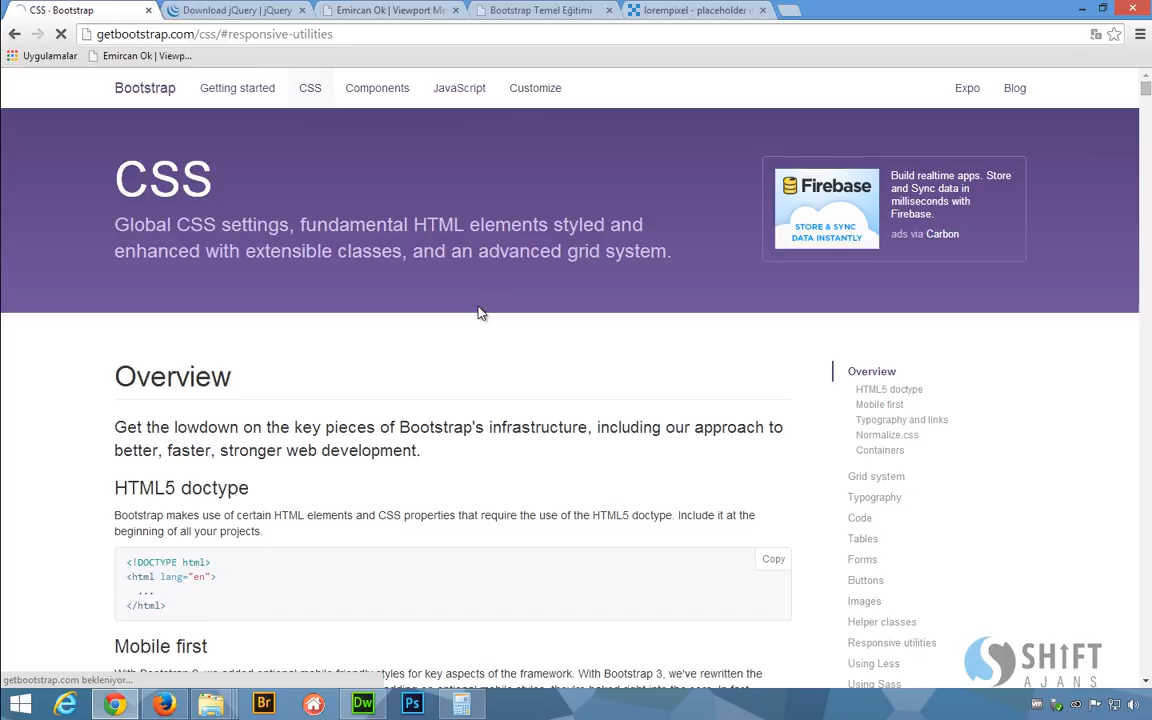 CSS · Bootstrap
Download jQuery | jQuery
Emircan Ok | Viewport Me
Bootstrap Temel Eğitimi
lorempixel - placeholder
getbootstrap.com/css/#responsive-utilities
Uygulamalar
Emircan Ok | Viewp...
Bootstrap
Getting started
CSS
Components
JavaScript
Customize
Expo
Blog
CSS
Global CSS settings, fundamental HTML elements styled and
enhanced with extensible classes, and an advanced grid system.
Firebase
STORE & SYNC
DATA INSTANTLY
Build realtime apps. Store
and Sync data in
milliseconds with
Firebase.
ads via Carbon
Overview
Get the lowdown on the key pieces of Bootstrap's infrastructure, including our approach to
better, faster, stronger web development.
HTML5 doctype
Bootstrap makes use of certain HTML elements and CSS properties that require the use of the HTML5 doctype. Include it at the
beginning of all your projects.
Copy
<!DOCTYPE html>
<html lang="en">
...
</html>
Mobile first
styles for key aspects of the framework. With Bootstrap 3, we've rewritten the
Overview
HTML5 doctype
Mobile first
Typography and links
Normalize.css
Containers
Grid system
Typography
Code
Tables
Forms
Buttons
Images
Helper classes
Responsive utilities
Using Less
Using Sass
getbootstrap.com bekleniyor...
SHIFT
AJANS
Br
Dw
Ps